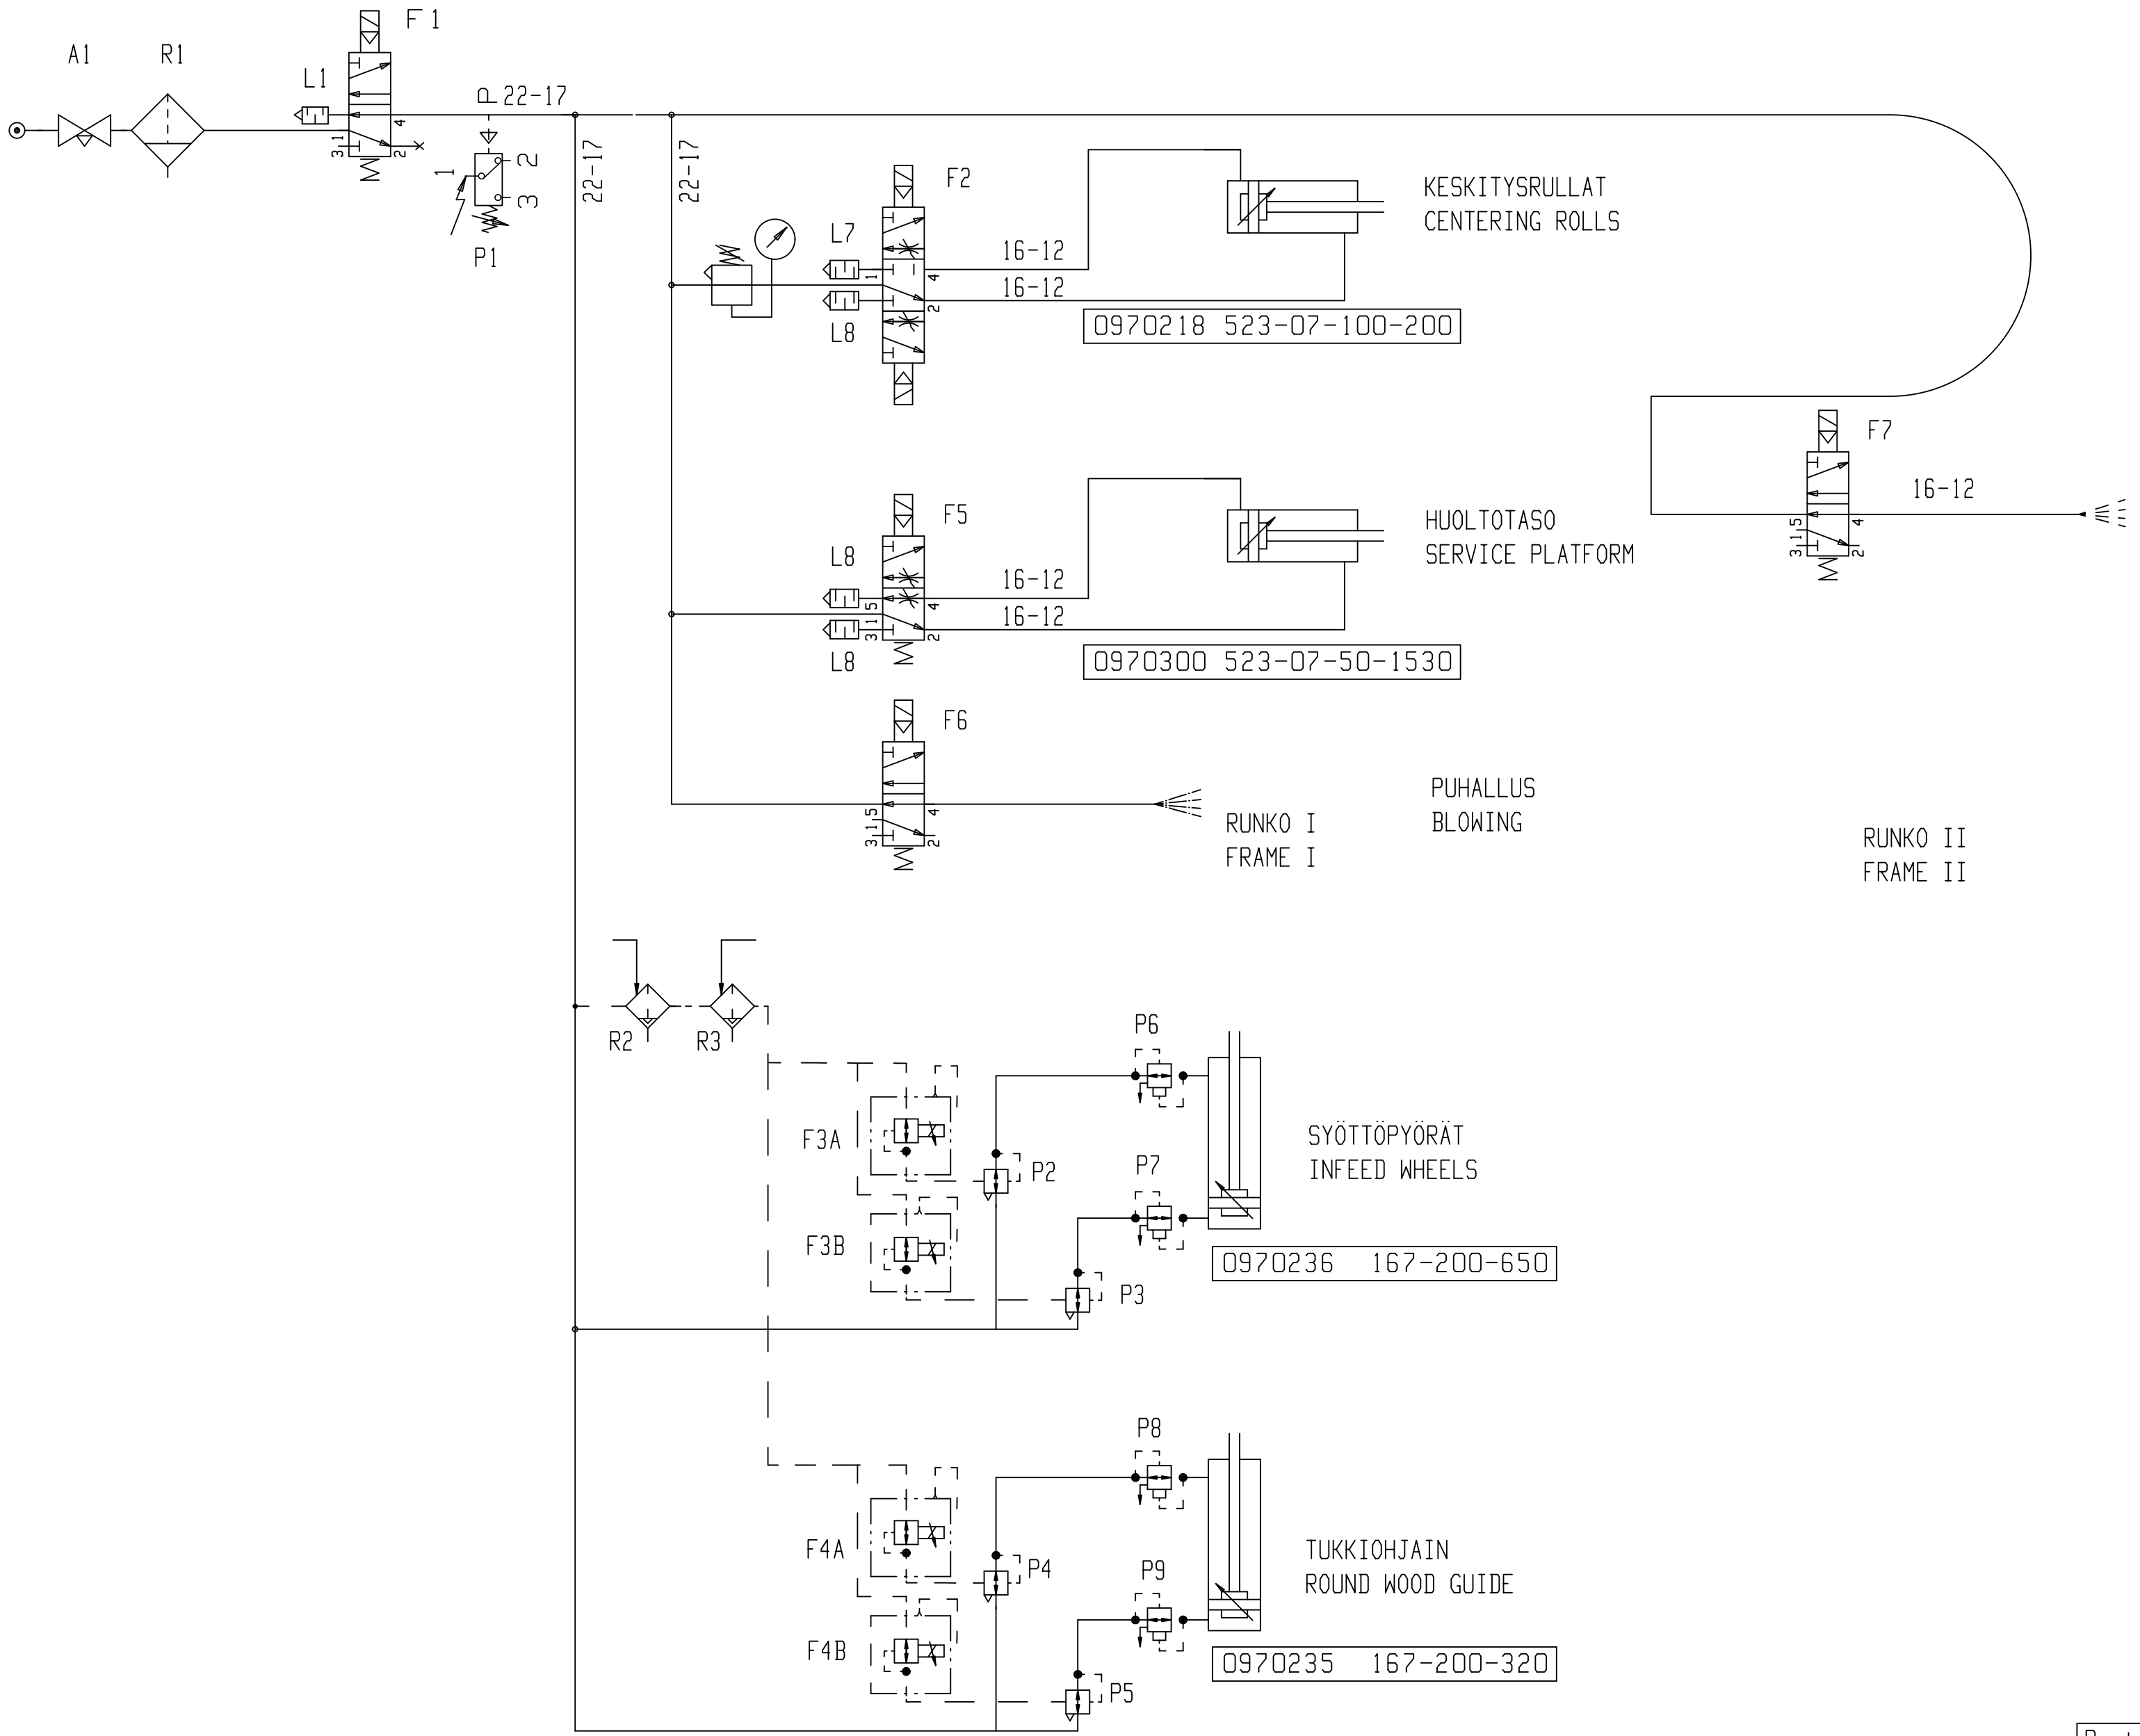 A1
R1
L1
F1
P 22-17
1
2
3
P1
4
3 1
2
22-17
22-17
F2
L7
L8
1
4
2
16-12
16-12
KESKITYSRULLAT
CENTERING ROLLS
0970218 523-07-100-200
F5
L8
L8
3 1 5
4
2
16-12
16-12
HUOLTOTASO
SERVICE PLATFORM
0970300 523-07-50-1530
F7
16-12
3 1 5
4
2
F6
3 1 5
4
2
RUNKO I
FRAME I
PUHALLUS
BLOWING
RUNKO II
FRAME II
R2
R3
F3A
F3B
P2
P3
P6
P7
SYÖTTÖPYÖRÄT
INFEED WHEELS
0970236 167-200-650
F4A
F4B
P4
P5
P8
P9
TUKKIOHJAIN
ROUND WOOD GUIDE
0970235 167-200-320